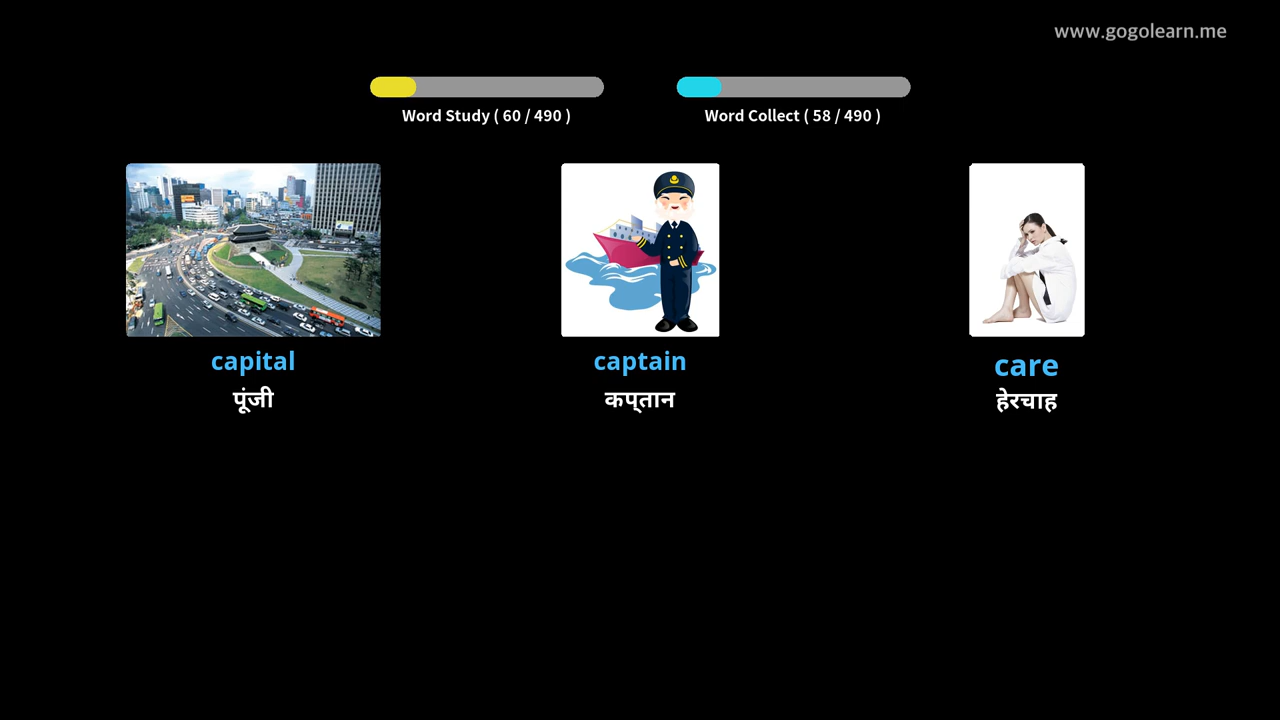 www.gogolearn.me
Word Study ( 60 / 490 )
Word Collect ( 58 / 490 )
capital
captain
care
पूंजी
कप्‌तान
हेरचाह